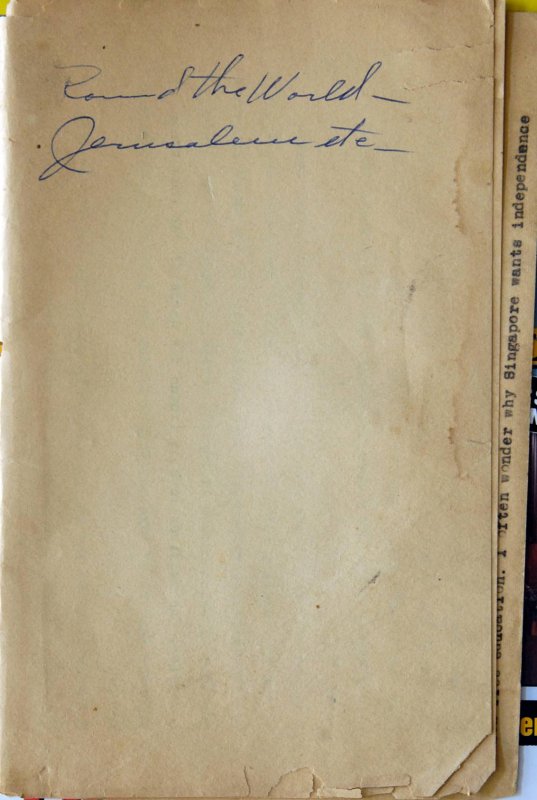 Round the World —
Jerusalem etc —
education. I often wonder why Singapore wants independence